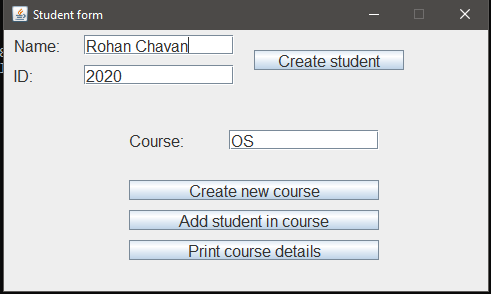 Student form
Name: Rohan Chavan
Create student
ID: 2020
Course: OS
Create new course
Add student in course
Print course details